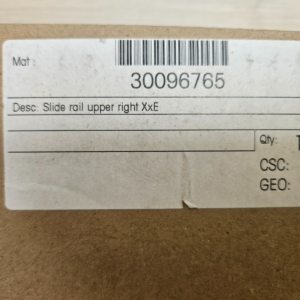 Mat:
30096765
Desc: Slide rail upper right XxE
Qty:
CSC:
GEO: